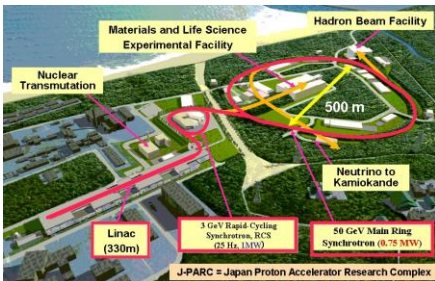 Hadron Beam Facility
Materials and Life Science
Experimental Facility
Nuclear
Transmutation
500 m
Neutrino to
Kamiokande
Linac
(330m)
3 GeV Rapid-Cycling
Synchrotron, RCS
(25 Hz, 1MW)
50 GeV Main Ring
Synchrotron (0.75 MW)
J-PARC = Japan Proton Accelerator Research Complex